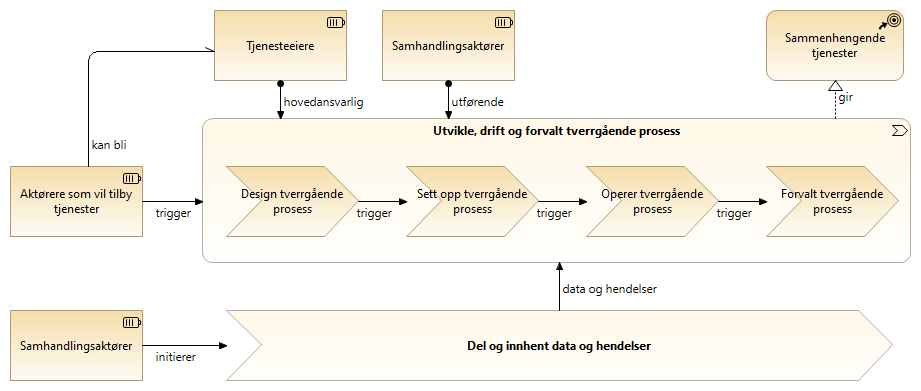 Tjenesteeiere
Samhandlingsaktører
Sammenhengende
tjenester
hovedansvarlig
utførende
gir
kan bli
Utvikle, drift og forvalt tverrgående prosess
Aktørere som vil tilby
tjenester
trigger
Design tverrgående
prosess
trigger
Sett opp tverrgående
prosess
trigger
Operer tverrgående
prosess
trigger
Forvalt tverrgående
prosess
data og hendelser
Samhandlingsaktører
initierer
Del og innhent data og hendelser